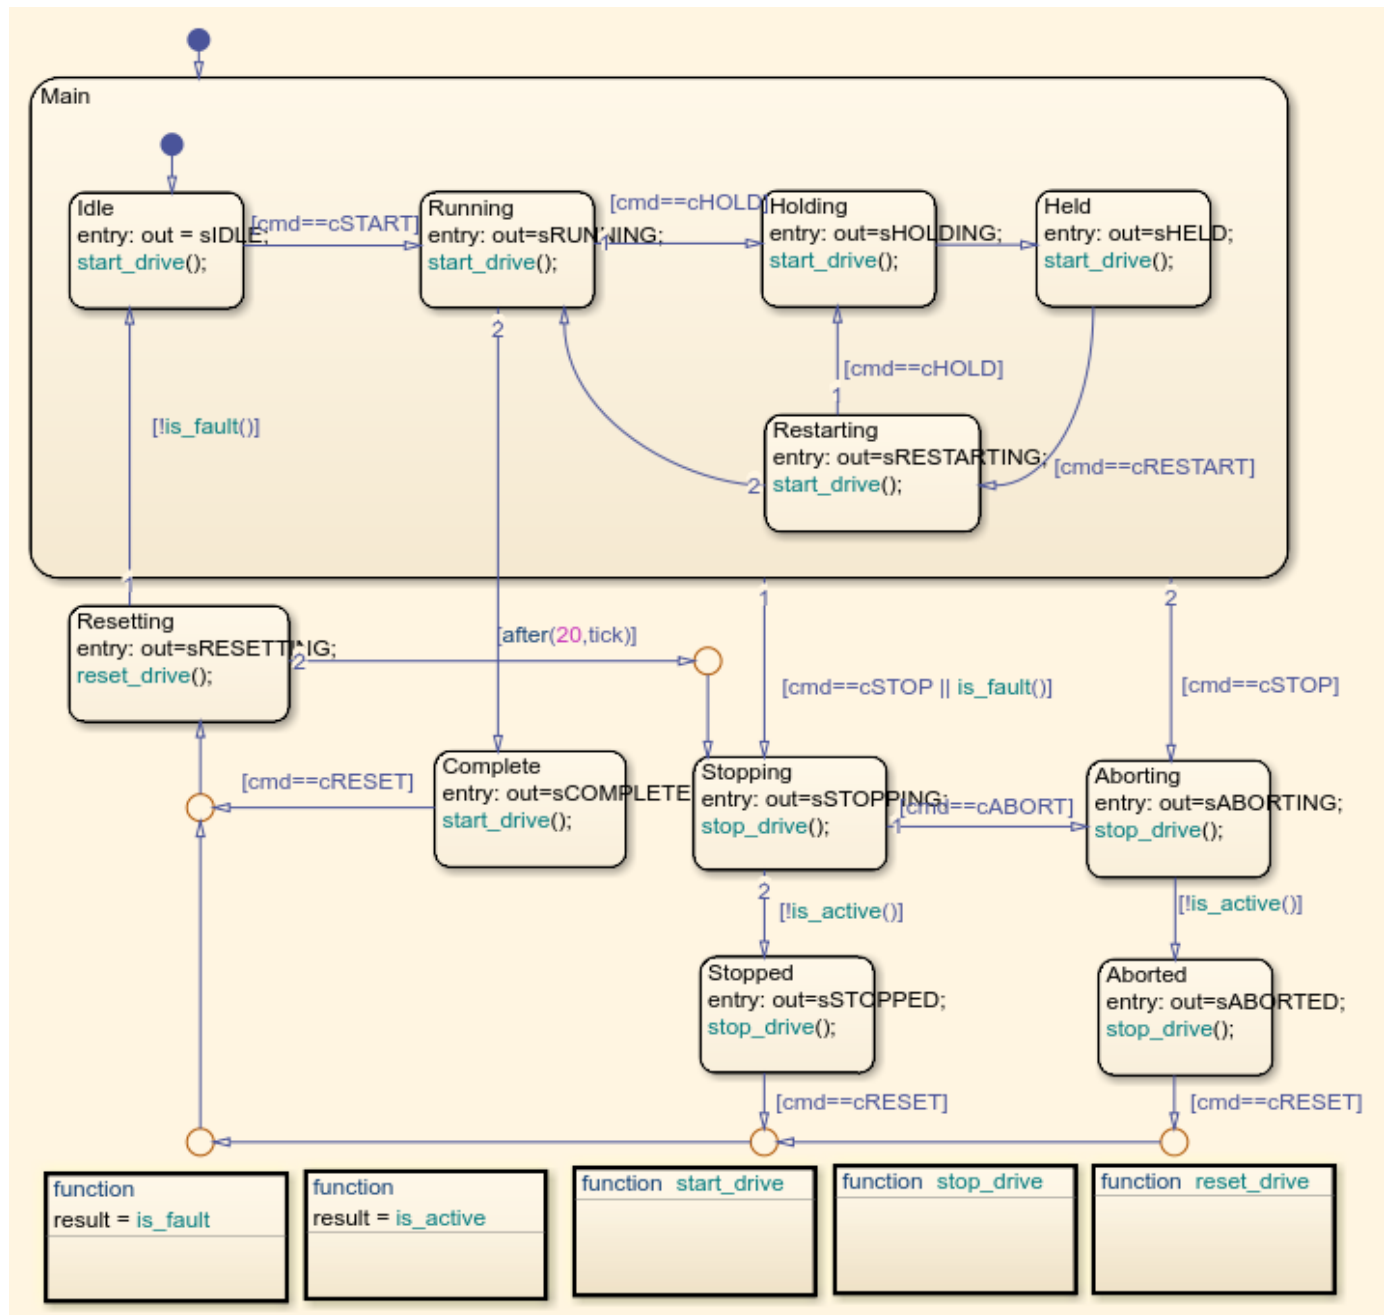 Main
Idle
entry: out = sIDLE;
start_drive();
[cmd==cSTART]
Running
entry: out=sRUNNING;
start_drive();
[cmd==cHOLD]
1
2
Holding
entry: out=sHOLDING;
start_drive();
Held
entry: out=sHELD;
start_drive();
[cmd==cHOLD]
1
[!is_fault()]
Restarting
entry: out=sRESTARTING;
start_drive();
2
[cmd==cRESTART]
1
1
2
Resetting
entry: out=sRESETTING;
reset_drive();
2
[after(20,tick)]
[cmd==cSTOP || is_fault()]
[cmd==cSTOP]
[cmd==cRESET]
Complete
entry: out=sCOMPLETE
start_drive();
Stopping
entry: out=sSTOPPING;
stop_drive();
[cmd==cABORT]
1
2
Aborting
entry: out=sABORTING;
stop_drive();
[!is_active()]
[!is_active()]
Stopped
entry: out=sSTOPPED;
stop_drive();
Aborted
entry: out=sABORTED;
stop_drive();
[cmd==cRESET]
[cmd==cRESET]
function
result = is_fault
function
result = is_active
function start_drive
function stop_drive
function reset_drive